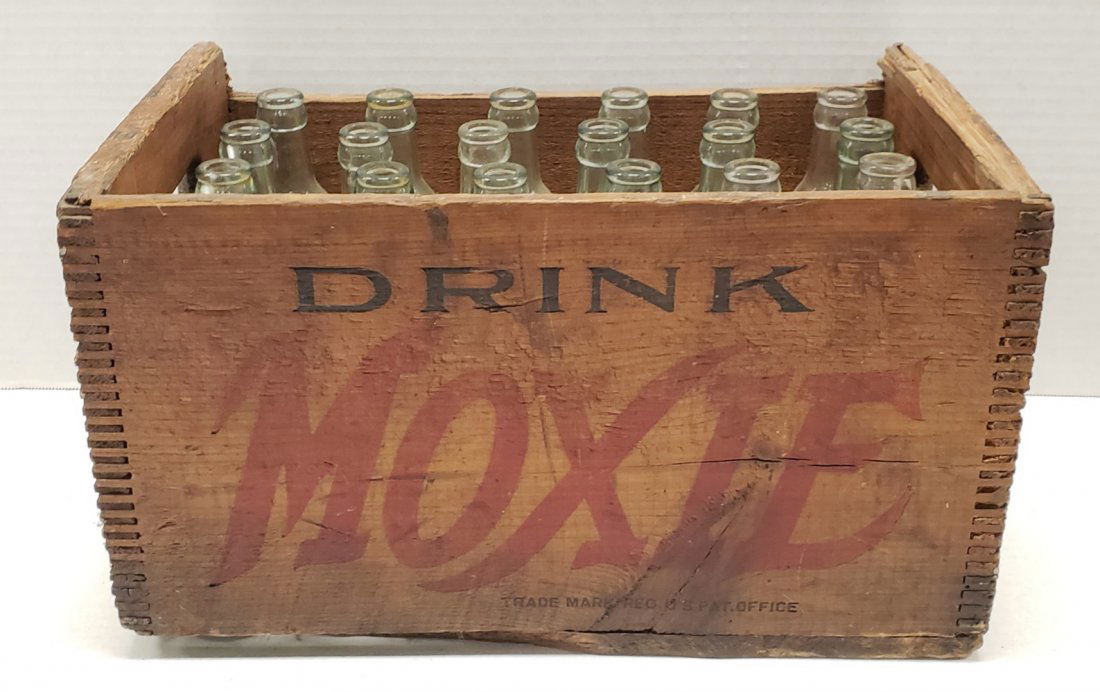 DRINK
MOXIE
TRADE MARK REG. U S PAT. OFFICE